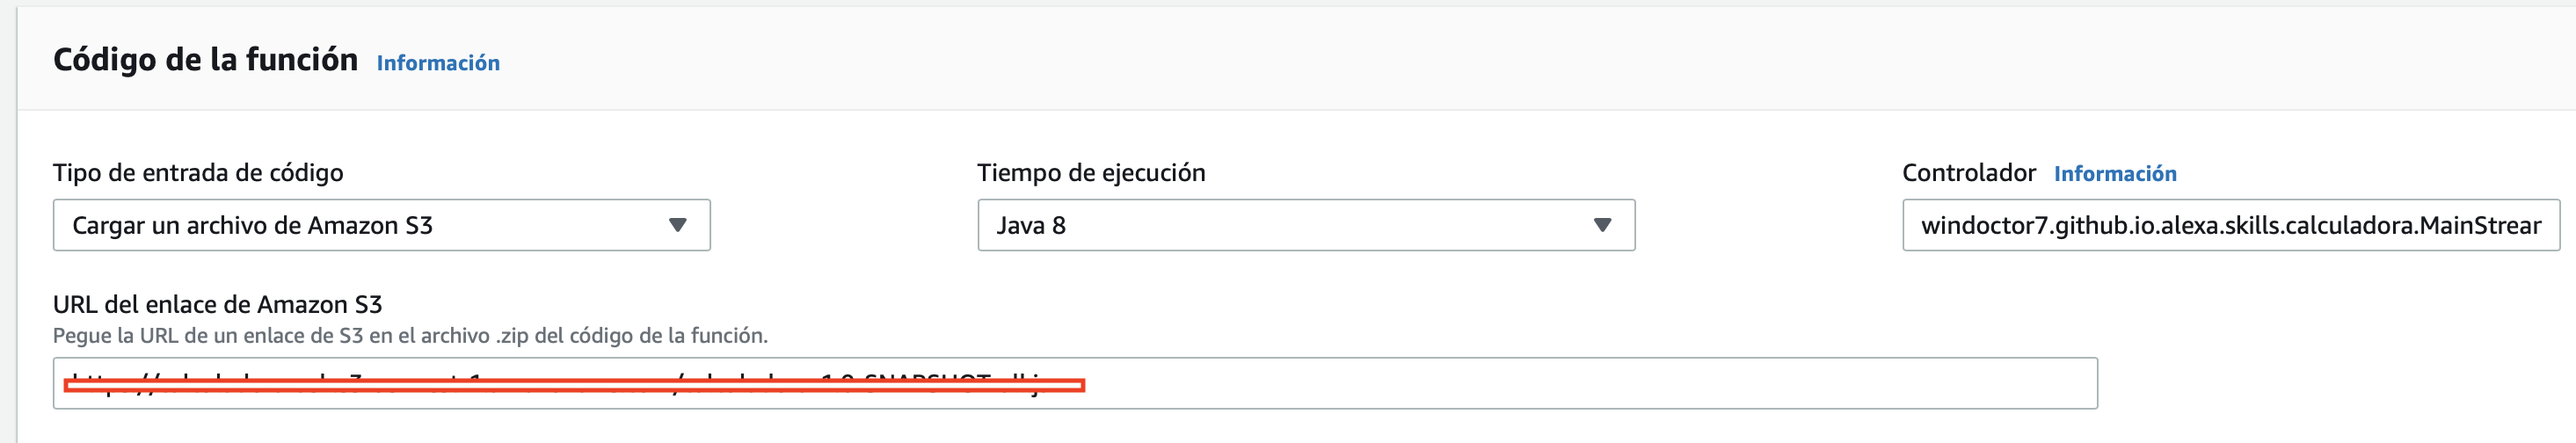 Código de la función Información
Tipo de entrada de código
Cargar un archivo de Amazon S3
Tiempo de ejecución
Java 8
Controlador Información
windoctor7.github.io.alexa.skills.calculadora.MainStrear
URL del enlace de Amazon S3
Pegue la URL de un enlace de S3 en el archivo .zip del código de la función.